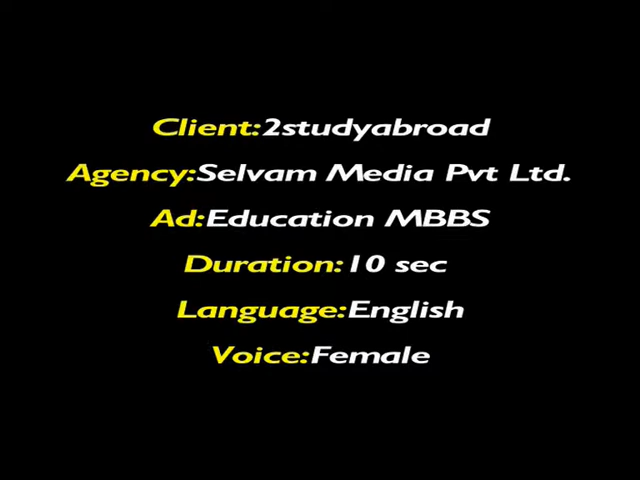 Client:2studyabroad
Agency:Selvam Media Pvt Ltd.
Ad:Education MBBS
Duration:10 sec
Language:English
Voice:Female